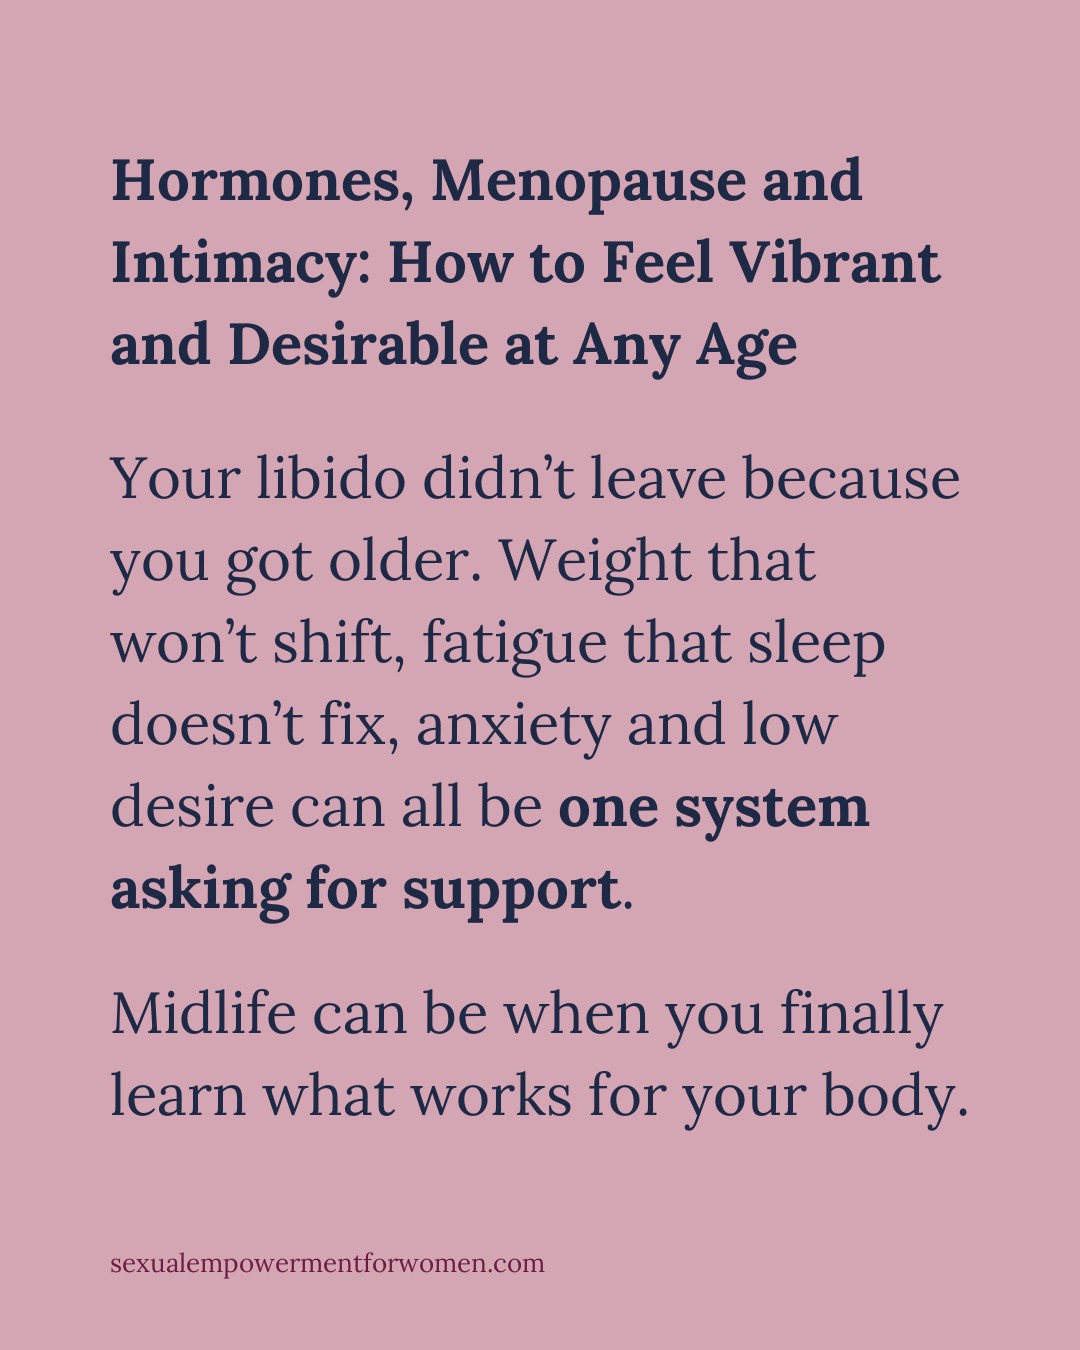 Hormones, Menopause and
Intimacy: How to Feel Vibrant
and Desirable at Any Age
Your libido didn’t leave because
you got older. Weight that
won’t shift, fatigue that sleep
doesn’t fix, anxiety and low
desire can all be one system
asking for support.
Midlife can be when you finally
learn what works for your body.
sexualempowermentforwomen.com